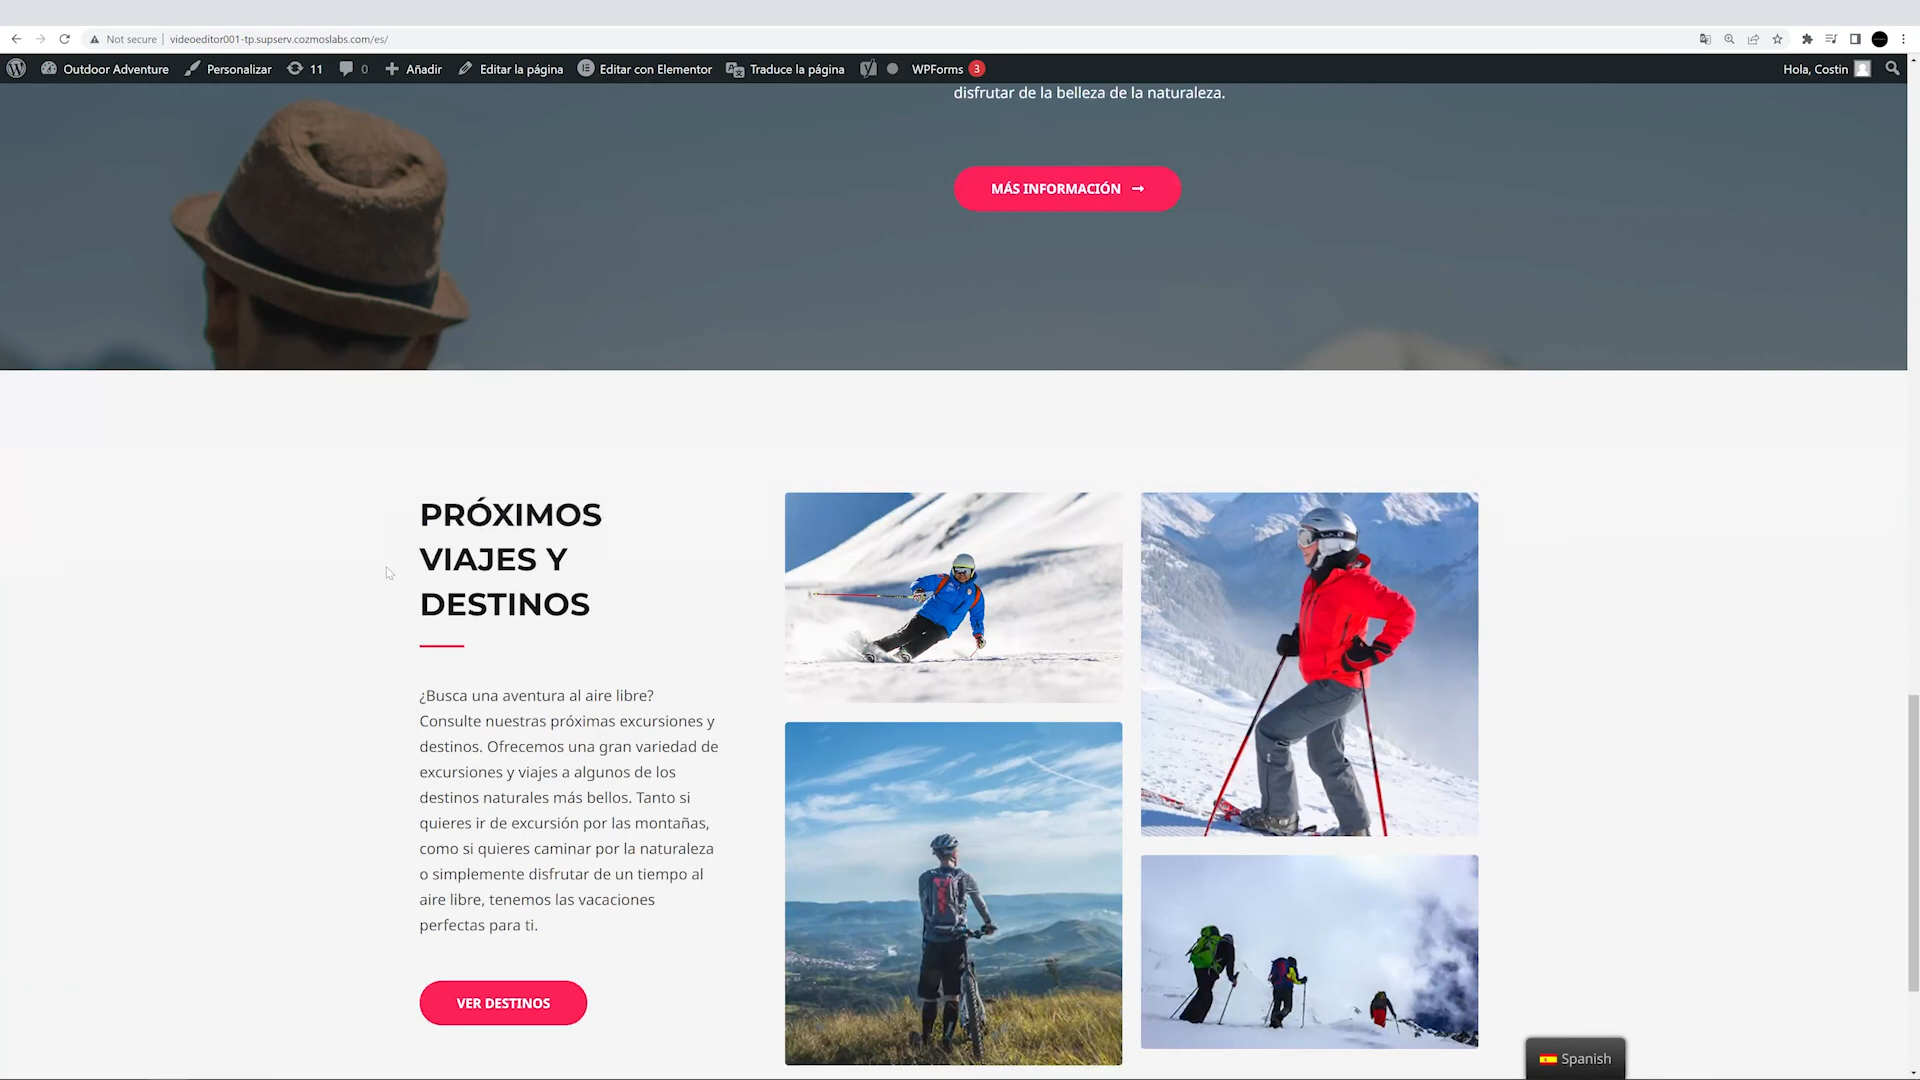 Not secure videoeditor001-tp.supserv.cozmoslabs.com/es/
Outdoor Adventure Personalizar 11 0 Añadir Editar la página Editar con Elementor Traduce la página WPForms 3 Hola, Costin
disfrutar de la belleza de la naturaleza.
MÁS INFORMACIÓN
PRÓXIMOS
VIAJES Y
DESTINOS
¿Busca una aventura al aire libre?
Consulte nuestras próximas excursiones y
destinos. Ofrecemos una gran variedad de
excursiones y viajes a algunos de los
destinos naturales más bellos. Tanto si
quieres ir de excursión por las montañas,
como si quieres caminar por la naturaleza
o simplemente disfrutar de un tiempo al
aire libre, tenemos las vacaciones
perfectas para ti.
VER DESTINOS
Spanish